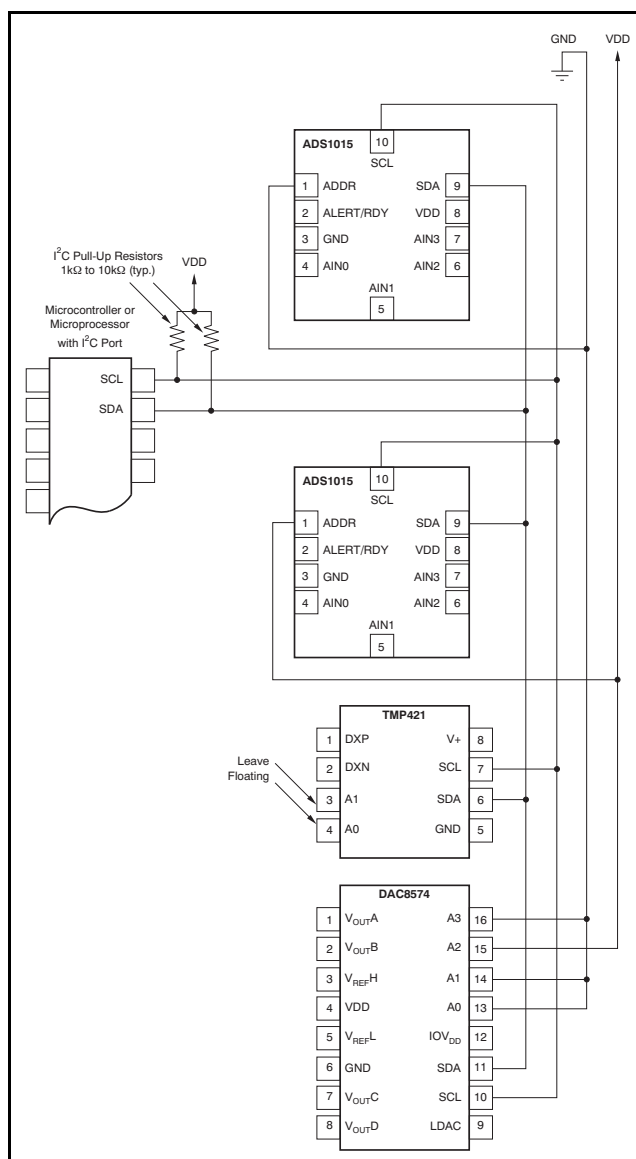 GND VDD
ADS1015
10
SCL
1 ADDR SDA 9
2 ALERT/RDY VDD 8
3 GND AIN3 7
4 AIN0 AIN2 6
AIN1
5
I²C Pull-Up Resistors
1kΩ to 10kΩ (typ.)
VDD
Microcontroller or
Microprocessor
with I²C Port
SCL
SDA
ADS1015
10
SCL
1 ADDR SDA 9
2 ALERT/RDY VDD 8
3 GND AIN3 7
4 AIN0 AIN2 6
AIN1
5
TMP421
1 DXP V+ 8
2 DXN SCL 7
Leave
Floating
3 A1 SDA 6
4 A0 GND 5
DAC8574
1 VOUTA A3 16
2 VOUTB A2 15
3 VREFH A1 14
4 VDD A0 13
5 VREFL IOVDD 12
6 GND SDA 11
7 VOUTC SCL 10
8 VOUTD LDAC 9